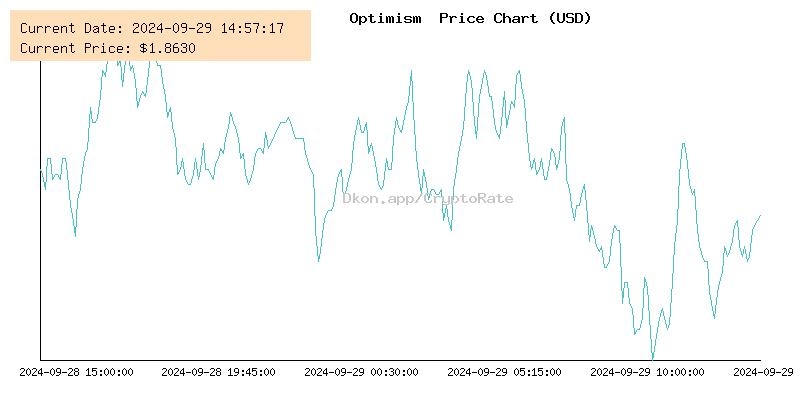 Optimism  Price Chart (USD)
Current Date: 2024-09-29 14:57:17
Current Price: $1.8630
Dkon.app/CryptoRate
2024-09-28 15:00:00 2024-09-28 19:45:00 2024-09-29 00:30:00 2024-09-29 05:15:00 2024-09-29 10:00:00 2024-09-29